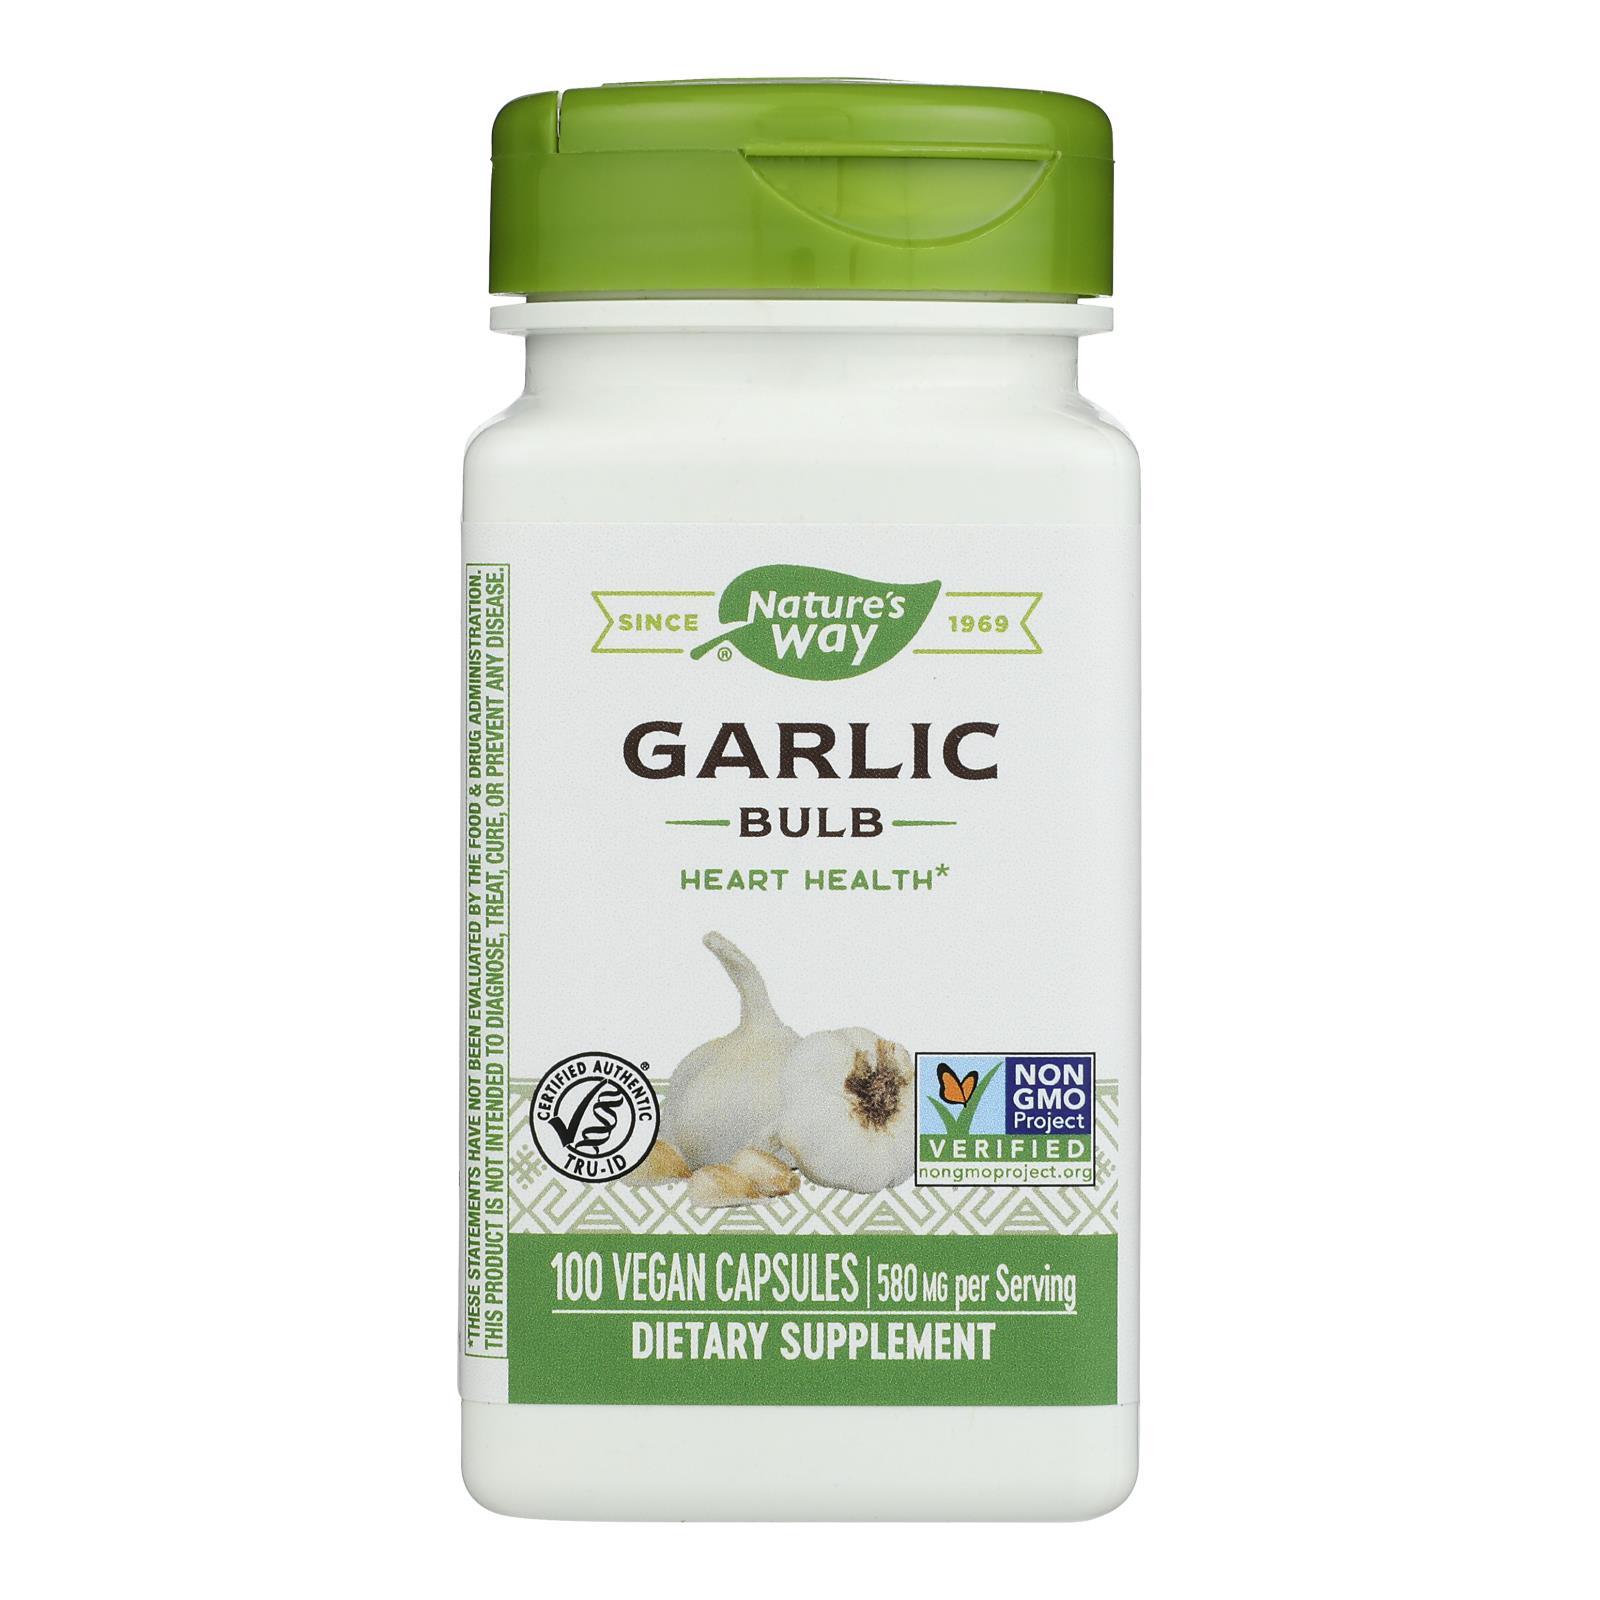 SINCE Nature's Way ® 1969
GARLIC
BULB
HEART HEALTH*
CERTIFIED AUTHENTIC ®
TRU-ID
NON
GMO
Project
VERIFIED
nongmoproject.org
100 VEGAN CAPSULES | 580 MG per Serving
DIETARY SUPPLEMENT
*THESE STATEMENTS HAVE NOT BEEN EVALUATED BY THE FOOD & DRUG ADMINISTRATION.
THIS PRODUCT IS NOT INTENDED TO DIAGNOSE, TREAT, CURE, OR PREVENT ANY DISEASE.